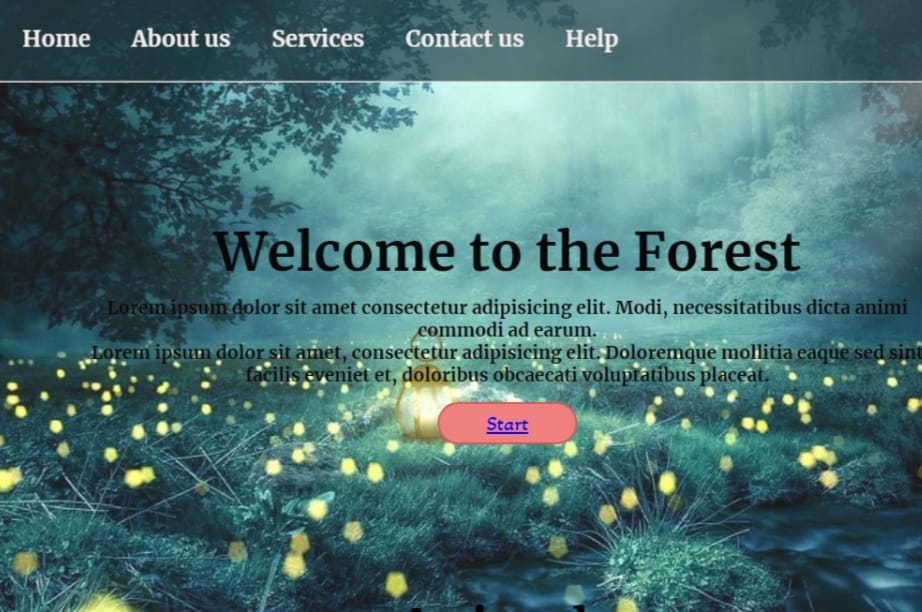 Home About us Services Contact us Help
Welcome to the Forest
Lorem ipsum dolor sit amet consectetur adipisicing elit. Modi, necessitatibus dicta animi
commodi ad earum.
Lorem ipsum dolor sit amet, consectetur adipisicing elit. Doloremque mollitia eaque sed sint
facilis eveniet et, doloribus obcaecati voluptatibus placeat.
Start